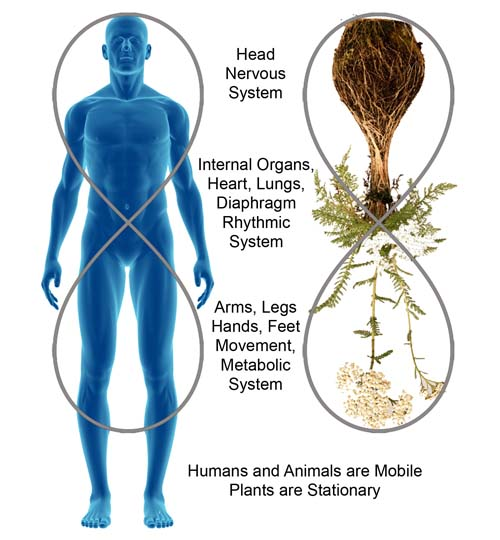 Head
Nervous
System
Internal Organs,
Heart, Lungs,
Diaphragm
Rhythmic
System
Arms, Legs
Hands, Feet
Movement,
Metabolic
System
Humans and Animals are Mobile
Plants are Stationary